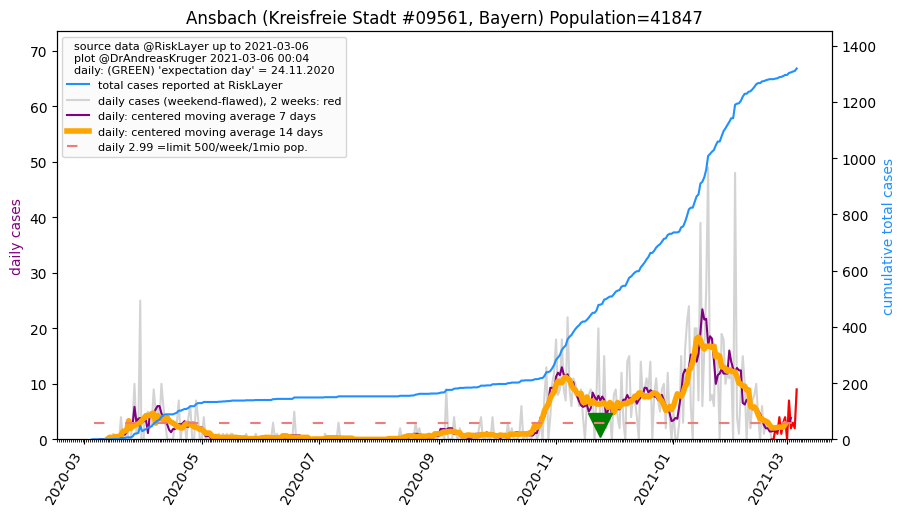 Ansbach (Kreisfreie Stadt #09561, Bayern) Population=41847
source data @RiskLayer up to 2021-03-06
plot @DrAndreasKruger 2021-03-06 00:04
daily: (GREEN) 'expectation day' = 24.11.2020
total cases reported at RiskLayer
daily cases (weekend-flawed), 2 weeks: red
daily: centered moving average 7 days
daily: centered moving average 14 days
daily 2.99 =limit 500/week/1mio pop.
daily cases
70
60
50
40
30
20
10
0
cumulative total cases
1400
1200
1000
800
600
400
200
0
2020-03
2020-05
2020-07
2020-09
2020-11
2021-01
2021-03